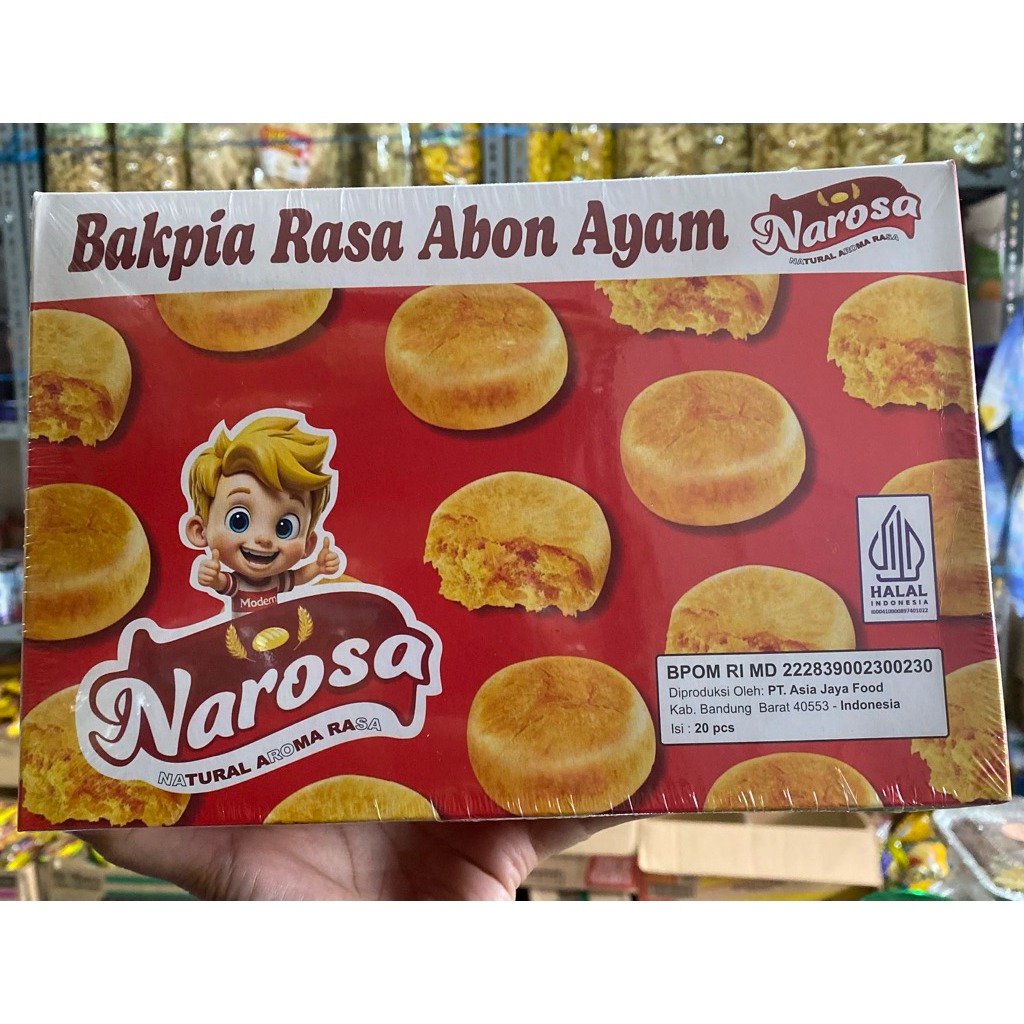 Bakpia Rasa Abon Ayam
Narosa
NATURAL AROMA RASA
Modern
Narosa
NATURAL AROMA RASA
HALAL
INDONESIA
ID00410000897401022
BPOM RI MD 222839002300230
Diproduksi Oleh: PT. Asia Jaya Food
Kab. Bandung Barat 40553 - Indonesia
Isi : 20 pcs